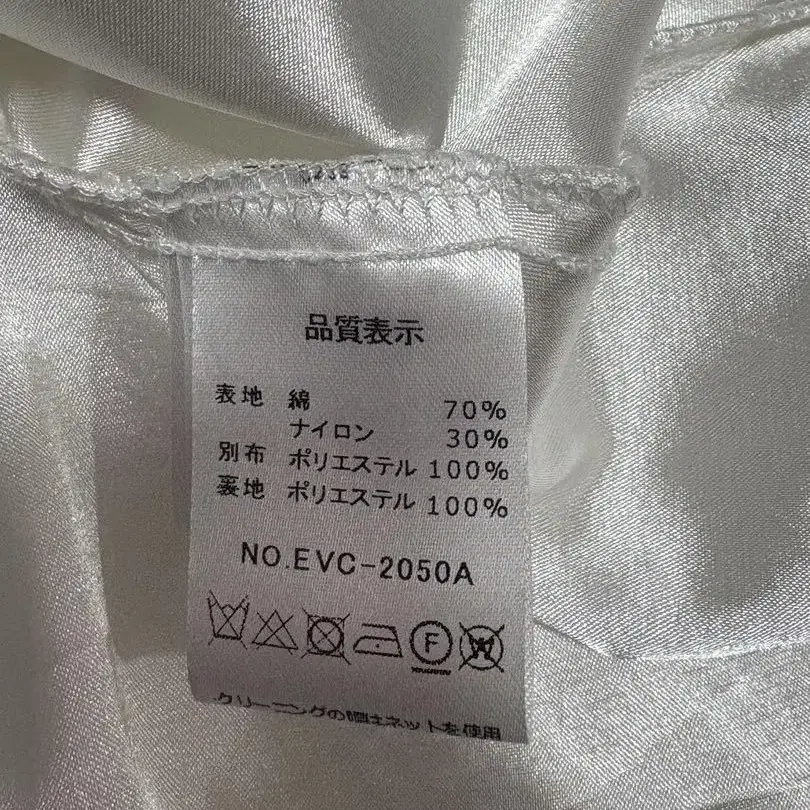 品質表示
表地 綿 70%
ナイロン 30%
別布 ポリエステル 100%
裏地 ポリエステル 100%
NO.EVC-2050A
F W
クリーニングの際はネットを使用